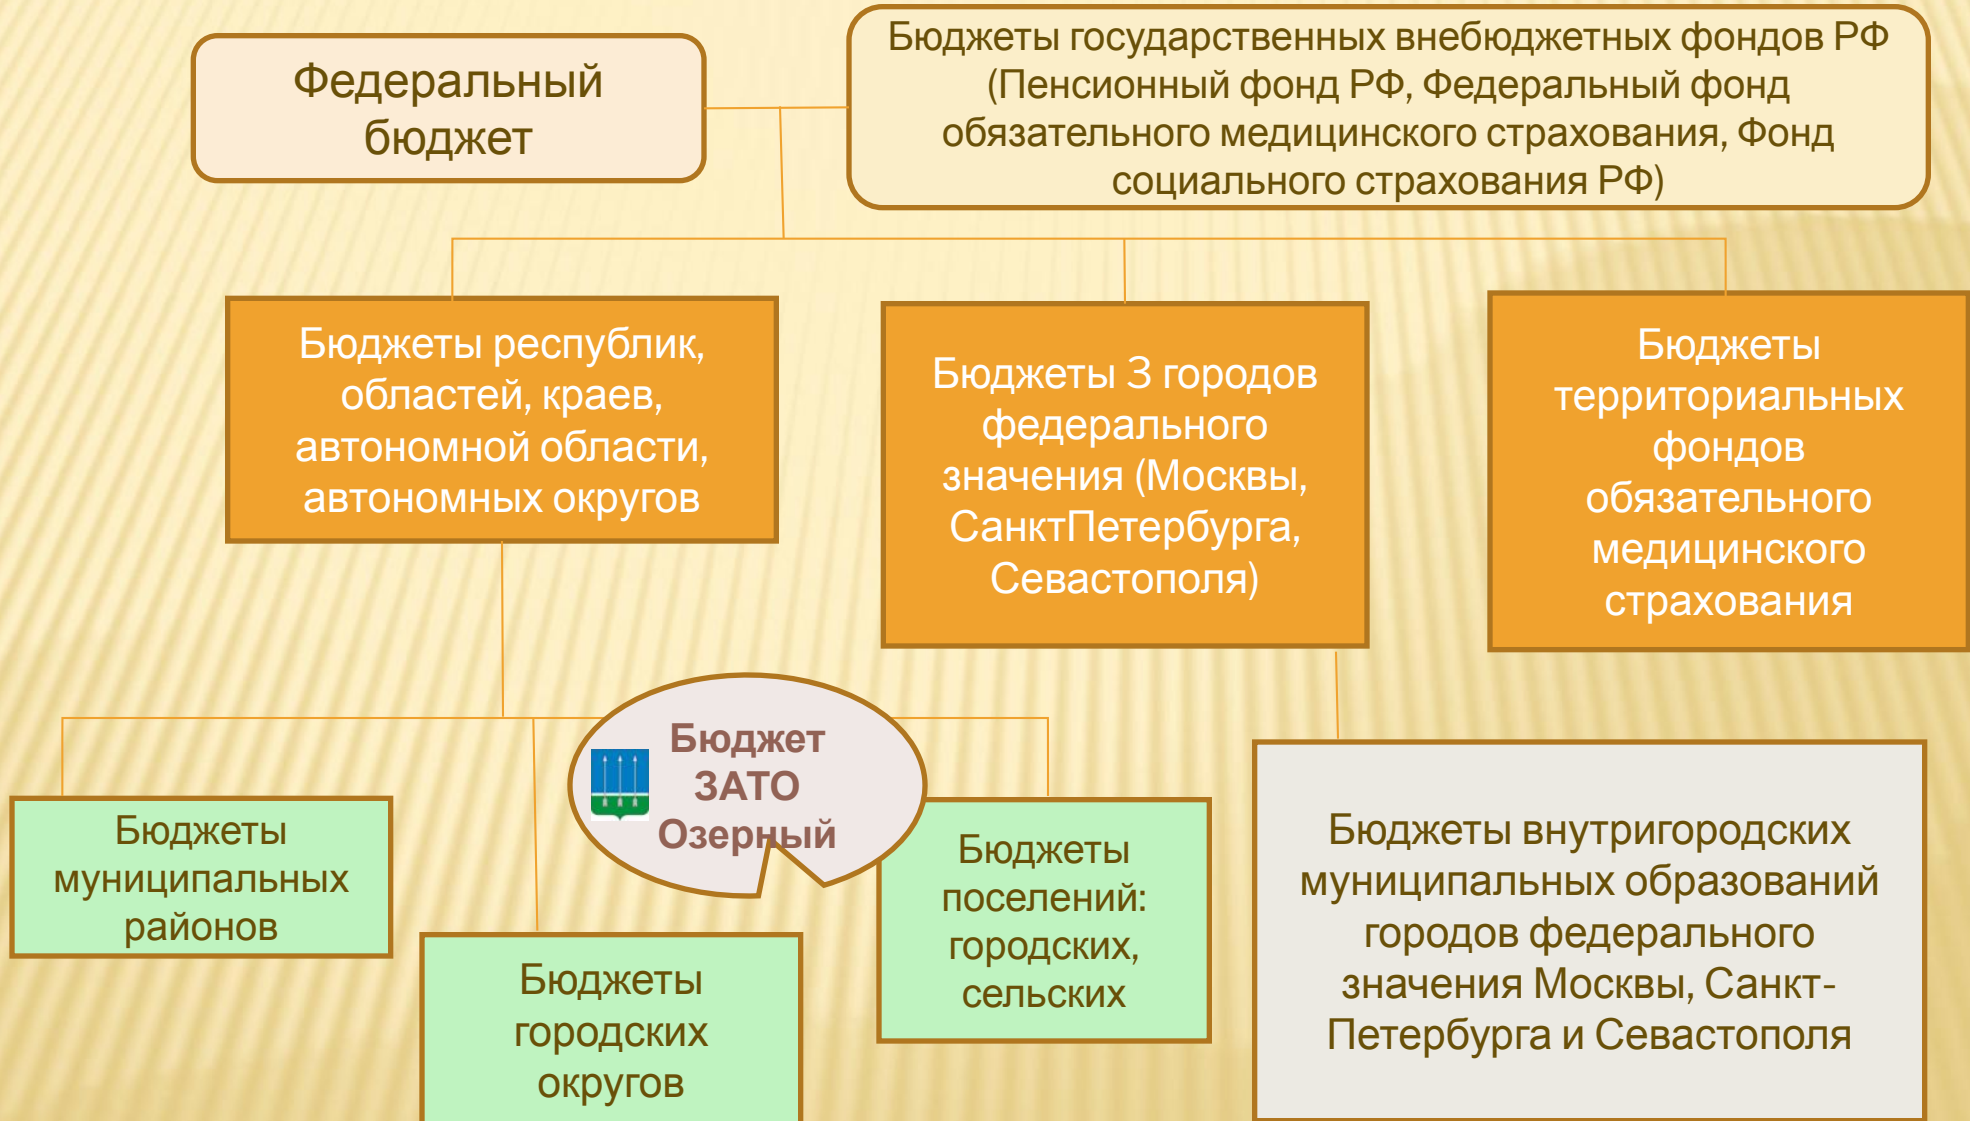 Федеральный
бюджет
Бюджеты государственных внебюджетных фондов РФ
(Пенсионный фонд РФ, Федеральный фонд
обязательного медицинского страхования, Фонд
социального страхования РФ)
Бюджеты республик,
областей, краев,
автономной области,
автономных округов
Бюджеты 3 городов
федерального
значения (Москвы,
СанктПетербурга,
Севастополя)
Бюджеты
территориальных
фондов
обязательного
медицинского
страхования
Бюджет
ЗАТО
Озерный
Бюджеты
муниципальных
районов
Бюджеты
городских
округов
Бюджеты
поселений:
городских,
сельских
Бюджеты внутригородских
муниципальных образований
городов федерального
значения Москвы, Санкт-
Петербурга и Севастополя